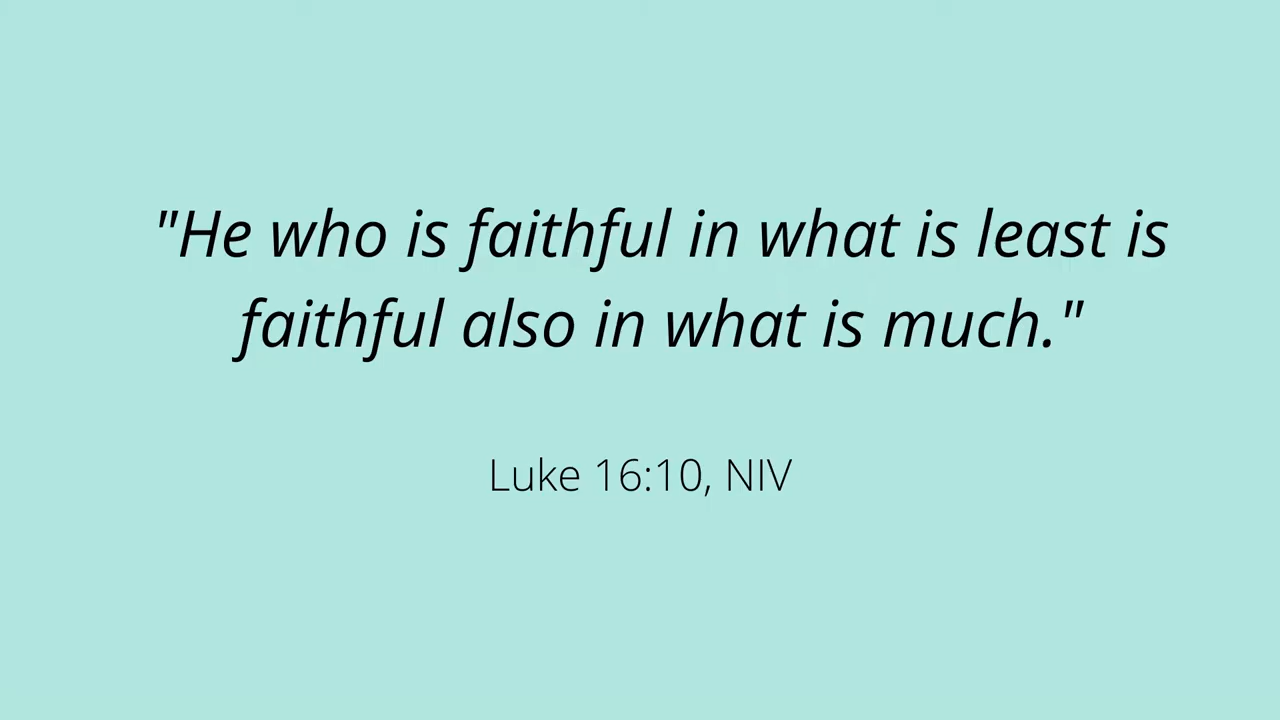 "He who is faithful in what is least is
faithful also in what is much."
Luke 16:10, NIV